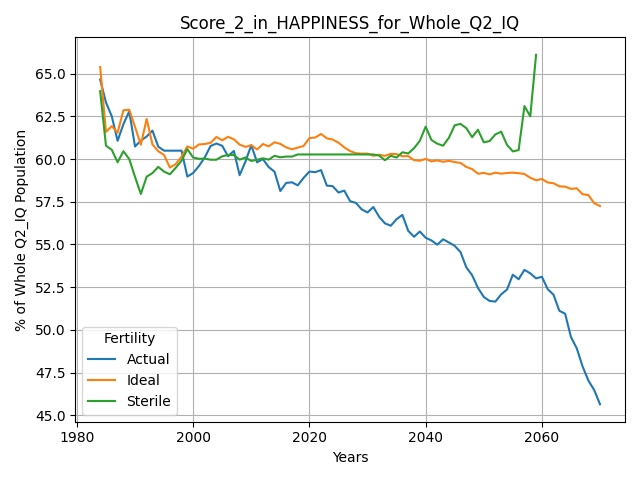 Score_2_in_HAPPINESS_for_Whole_Q2_IQ
% of Whole Q2_IQ Population
65.0
62.5
60.0
57.5
55.0
52.5
50.0
47.5
45.0
Fertility
Actual
Ideal
Sterile
1980 2000 2020 2040 2060
Years